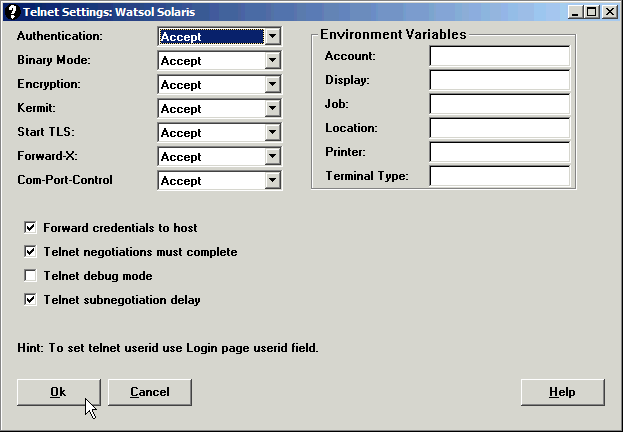 ? Telnet Settings: Watsol Solaris
Authentication: Accept
Binary Mode: Accept
Encryption: Accept
Kermit: Accept
Start TLS: Accept
Forward-X: Accept
Com-Port-Control Accept
Environment Variables
Account:
Display:
Job:
Location:
Printer:
Terminal Type:
Forward credentials to host
Telnet negotiations must complete
Telnet debug mode
Telnet subnegotiation delay
Hint: To set telnet userid use Login page userid field.
Ok Cancel Help